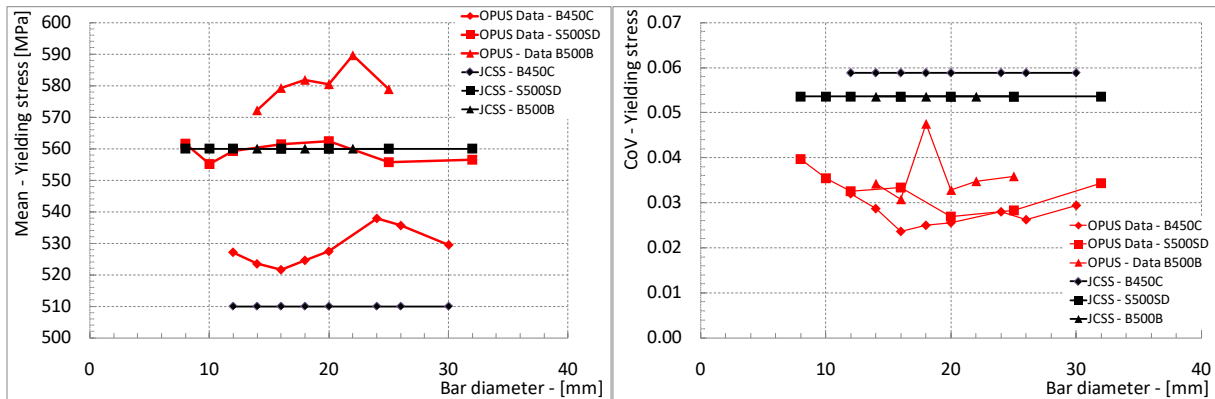 Mean - Yielding stress [MPa]
600
590
580
570
560
550
540
530
520
510
500
0
10
20
30
40
Bar diameter - [mm]
OPUS Data - B450C
OPUS Data - S500SD
OPUS - Data B500B
JCSS - B450C
JCSS - S500SD
JCSS - B500B
CoV - Yielding stress
0.07
0.06
0.05
0.04
0.03
0.02
0.01
0.00
0
10
20
30
40
Bar diameter - [mm]
OPUS Data - B450C
OPUS Data - S500SD
OPUS - Data B500B
JCSS - B450C
JCSS - S500SD
JCSS - B500B